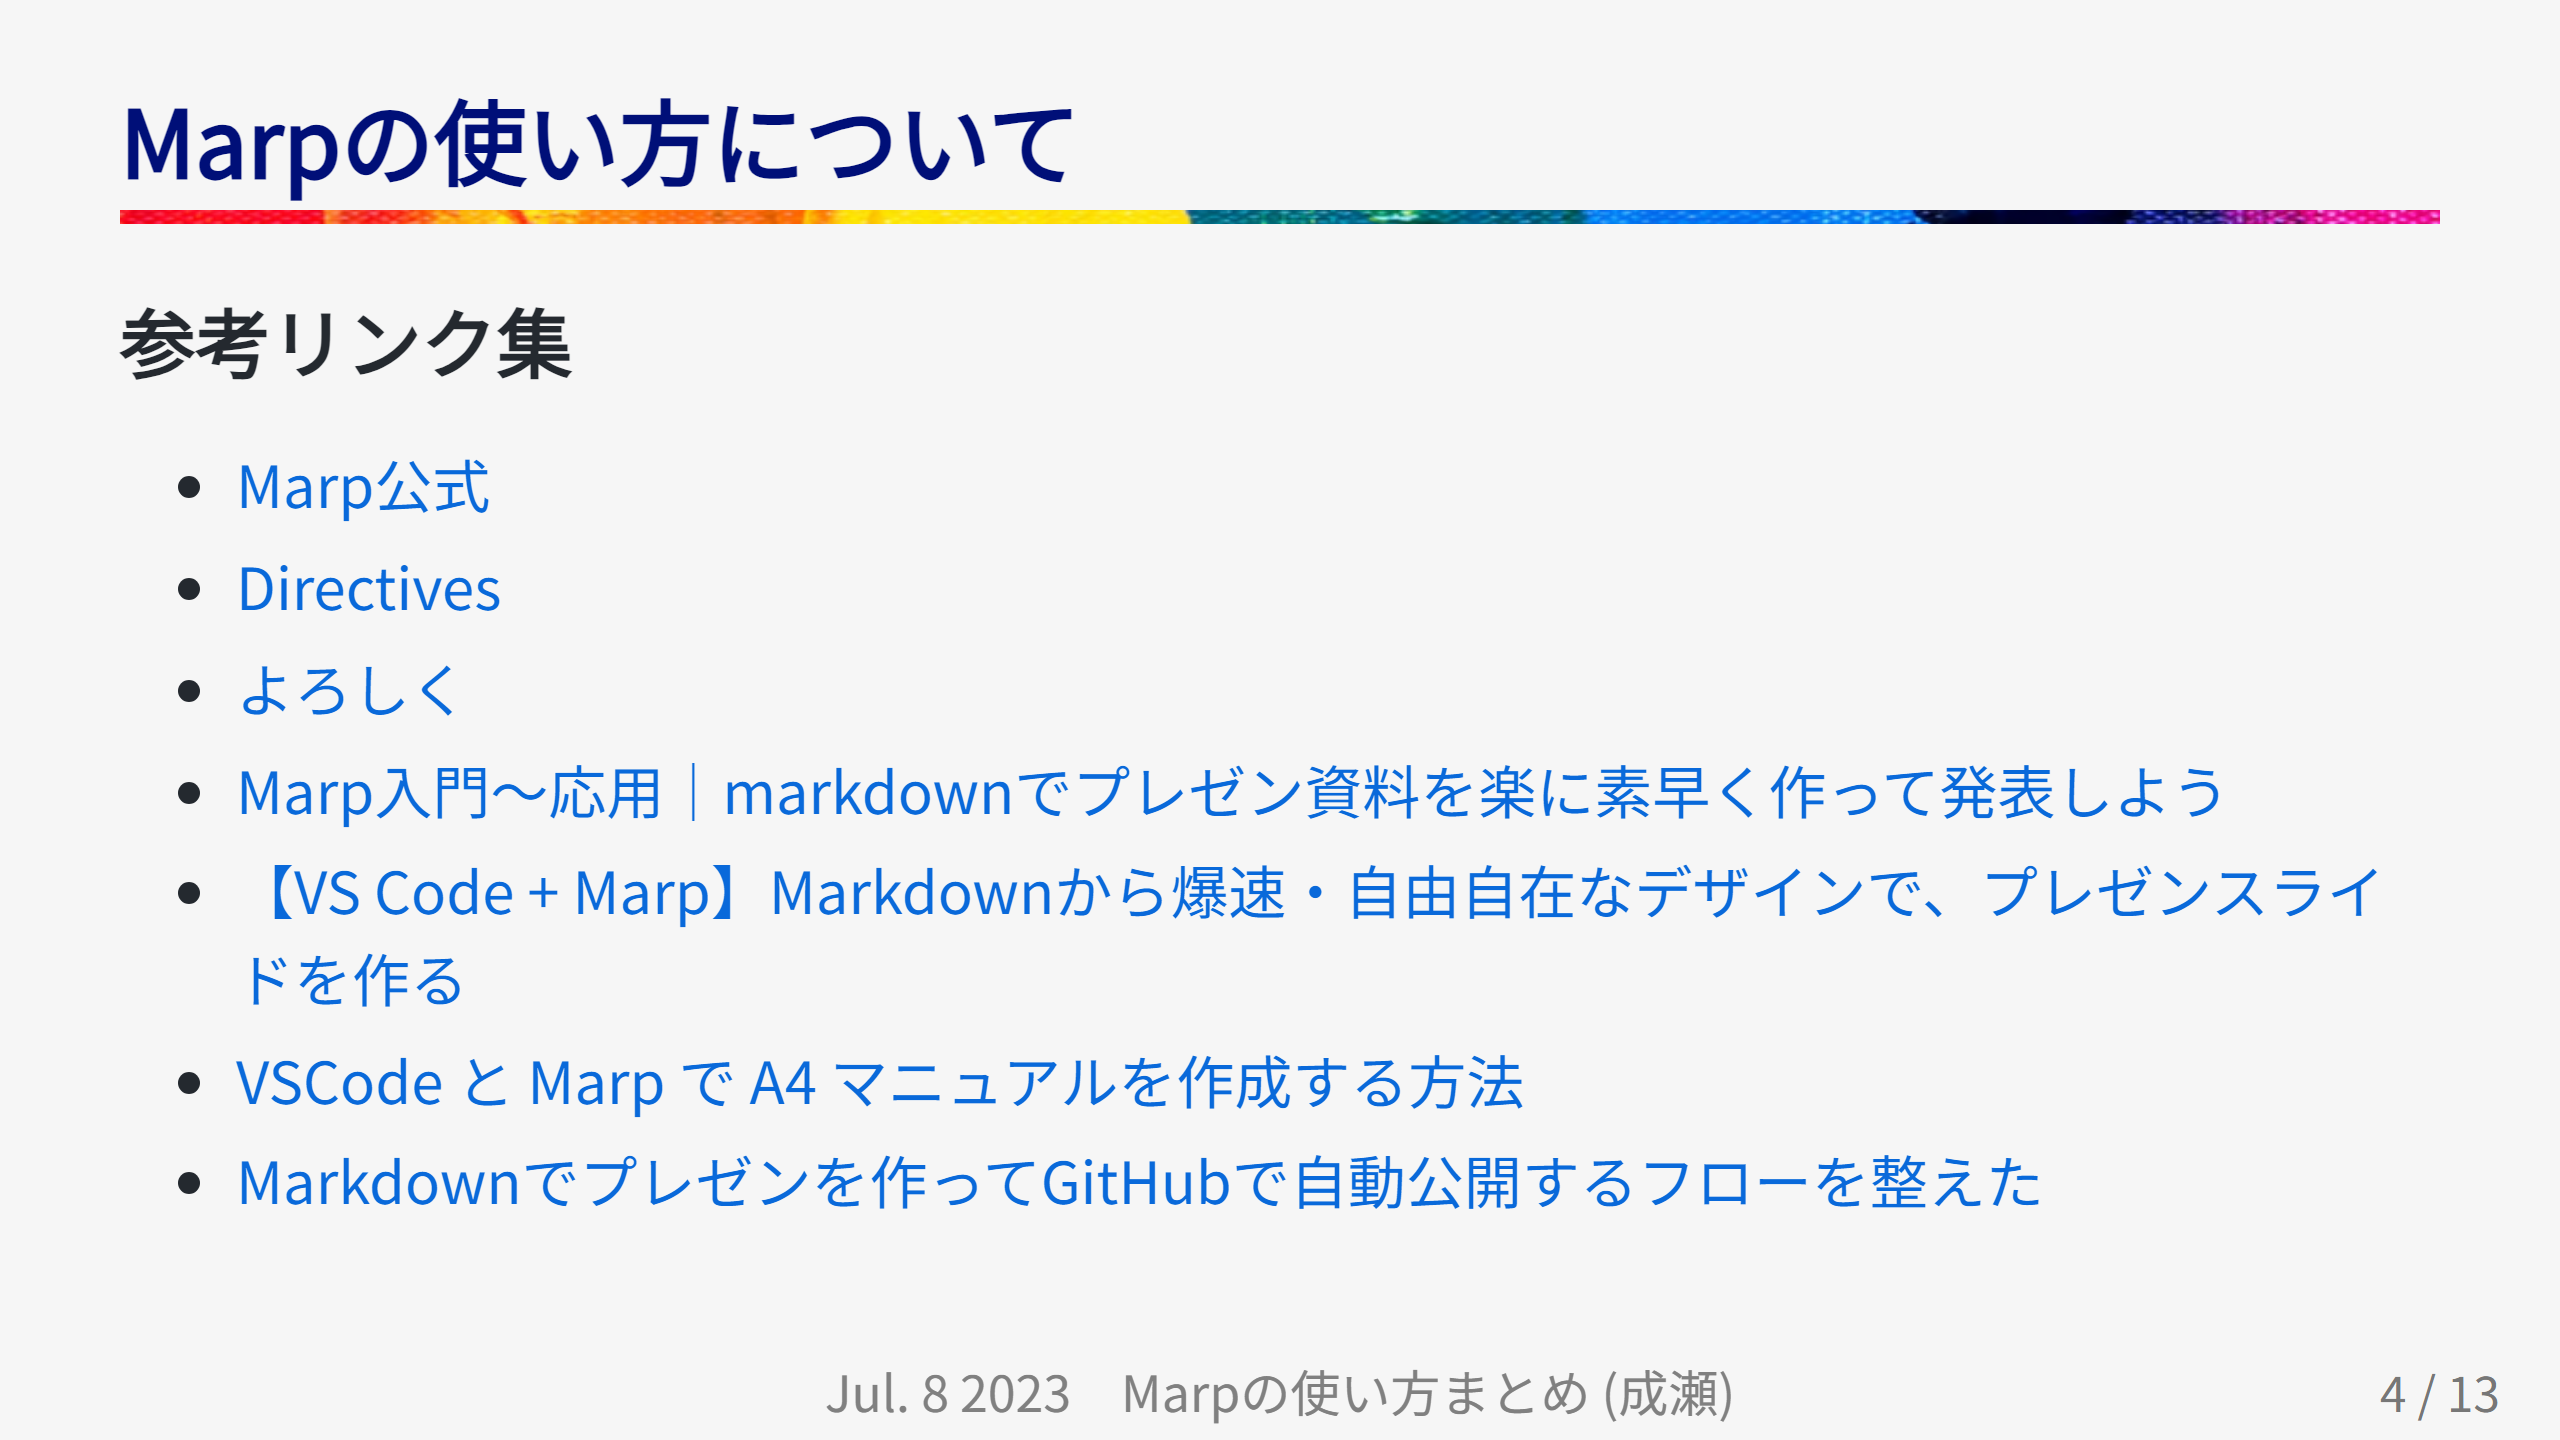 Marpの使い方について
参考リンク集
Marp公式
Directives
よろしく
Marp入門〜応用｜markdownでプレゼン資料を楽に素早く作って発表しよう
【VS Code + Marp】Markdownから爆速・自由自在なデザインで、プレゼンスライ
ドを作る
VSCode と Marp で A4 マニュアルを作成する方法
Markdownでプレゼンを作ってGitHubで自動公開するフローを整えた
Jul. 8 2023　Marpの使い方まとめ (成瀬)
4 / 13